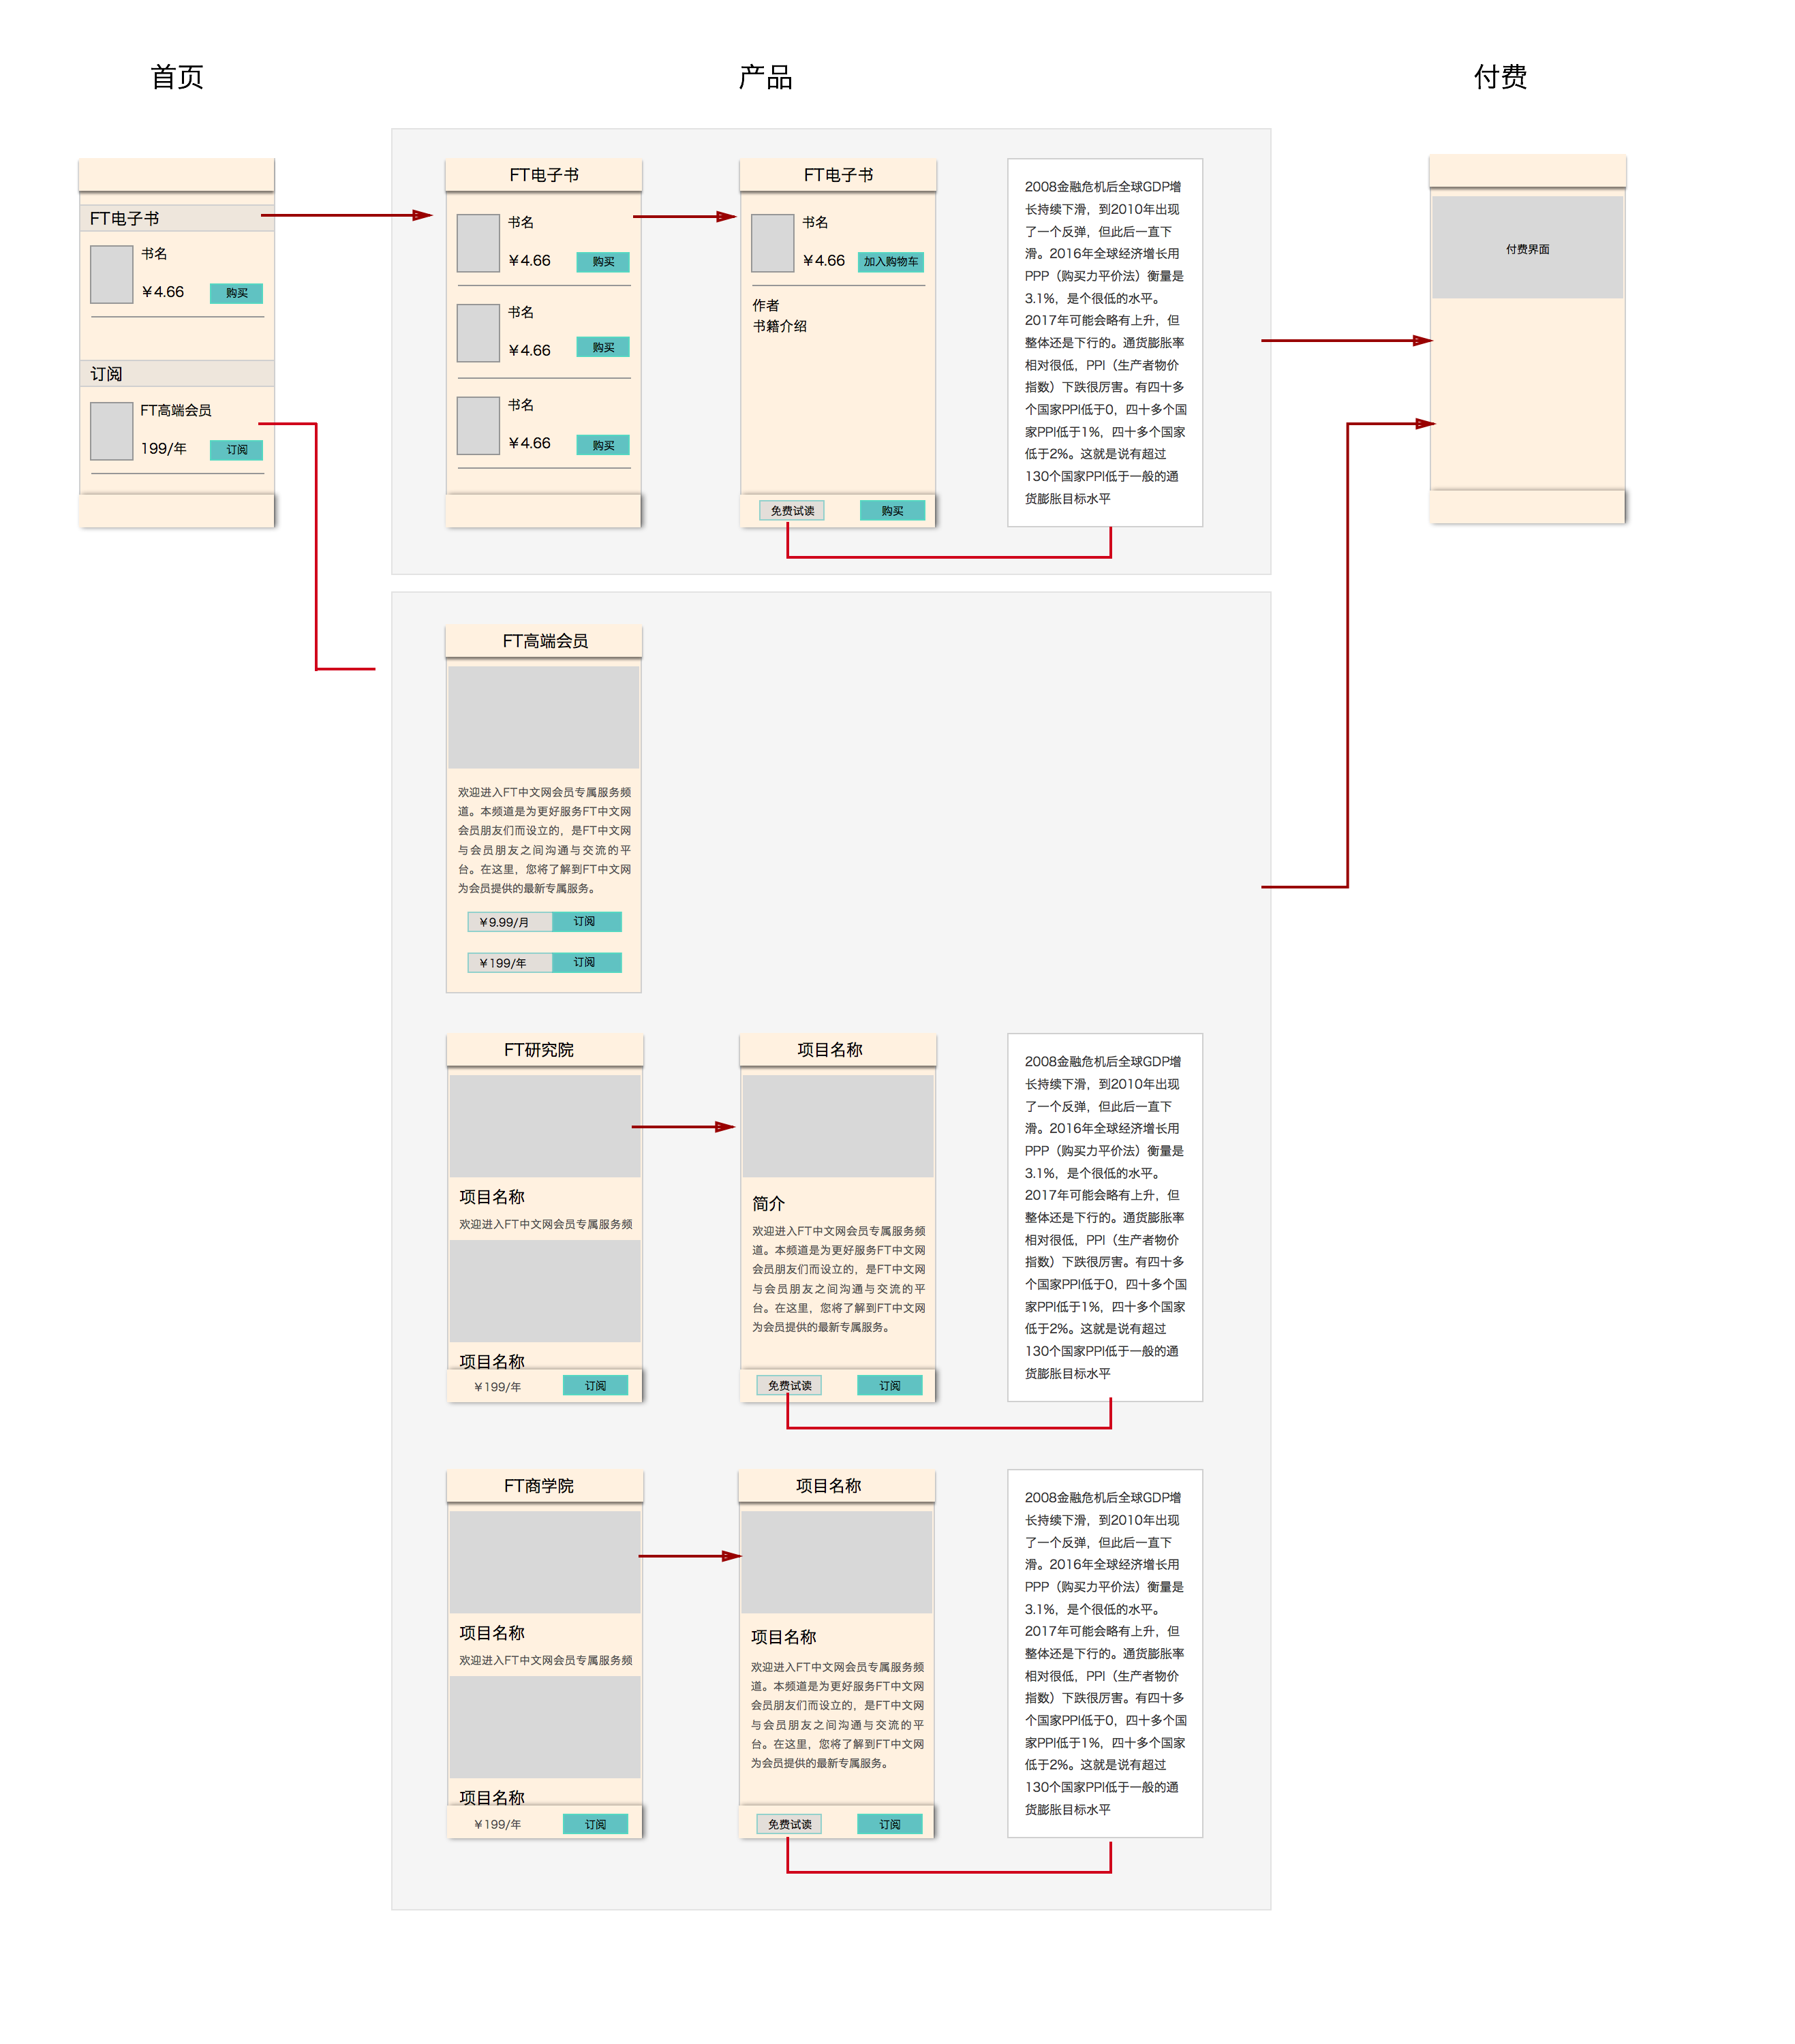 首页
产品
付费
FT电子书
书名
¥4.66
购买
订阅
FT高端会员
199/年
订阅
FT电子书
书名
¥4.66
购买
书名
¥4.66
购买
书名
¥4.66
购买
FT电子书
书名
¥4.66
加入购物车
作者
书籍介绍
免费试读
购买
2008金融危机后全球GDP增
长持续下滑，到2010年出现
了一个反弹，但此后一直下
滑。2016年全球经济增长用
PPP（购买力平价法）衡量是
3.1%，是个很低的水平。
2017年可能会略有上升，但
整体还是下行的。通货膨胀率
相对很低，PPI（生产者物价
指数）下跌很厉害。有四十多
个国家PPI低于0，四十多个国
家PPI低于1%，四十多个国家
低于2%。这就是说有超过
130个国家PPI低于一般的通
货膨胀目标水平
付费界面
FT高端会员
欢迎进入FT中文网会员专属服务频
道。本频道是为更好服务FT中文网
会员朋友们而设立的，是FT中文网
与会员朋友之间沟通与交流的平
台。在这里，您将了解到FT中文网
为会员提供的最新专属服务。
¥9.99/月
订阅
¥199/年
订阅
FT研究院
项目名称
欢迎进入FT中文网会员专属服务频
项目名称
¥199/年
订阅
项目名称
简介
欢迎进入FT中文网会员专属服务频
道。本频道是为更好服务FT中文网
会员朋友们而设立的，是FT中文网
与会员朋友之间沟通与交流的平
台。在这里，您将了解到FT中文网
为会员提供的最新专属服务。
免费试读
订阅
2008金融危机后全球GDP增
长持续下滑，到2010年出现
了一个反弹，但此后一直下
滑。2016年全球经济增长用
PPP（购买力平价法）衡量是
3.1%，是个很低的水平。
2017年可能会略有上升，但
整体还是下行的。通货膨胀率
相对很低，PPI（生产者物价
指数）下跌很厉害。有四十多
个国家PPI低于0，四十多个国
家PPI低于1%，四十多个国家
低于2%。这就是说有超过
130个国家PPI低于一般的通
货膨胀目标水平
FT商学院
项目名称
欢迎进入FT中文网会员专属服务频
项目名称
¥199/年
订阅
项目名称
项目名称
欢迎进入FT中文网会员专属服务频
道。本频道是为更好服务FT中文网
会员朋友们而设立的，是FT中文网
与会员朋友之间沟通与交流的平
台。在这里，您将了解到FT中文网
为会员提供的最新专属服务。
免费试读
订阅
2008金融危机后全球GDP增
长持续下滑，到2010年出现
了一个反弹，但此后一直下
滑。2016年全球经济增长用
PPP（购买力平价法）衡量是
3.1%，是个很低的水平。
2017年可能会略有上升，但
整体还是下行的。通货膨胀率
相对很低，PPI（生产者物价
指数）下跌很厉害。有四十多
个国家PPI低于0，四十多个国
家PPI低于1%，四十多个国家
低于2%。这就是说有超过
130个国家PPI低于一般的通
货膨胀目标水平